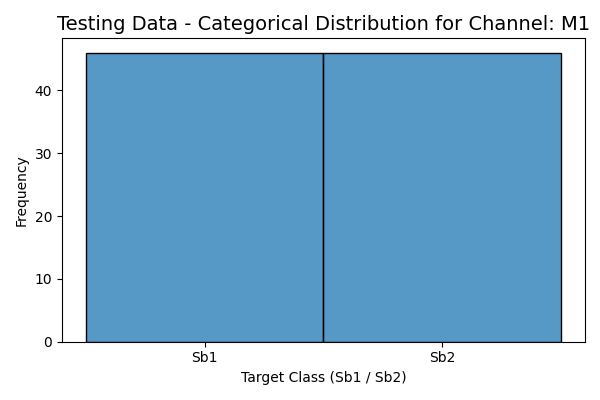 Testing Data - Categorical Distribution for Channel: M1
Frequency
40
30
20
10
0
Sb1 Sb2
Target Class (Sb1 / Sb2)